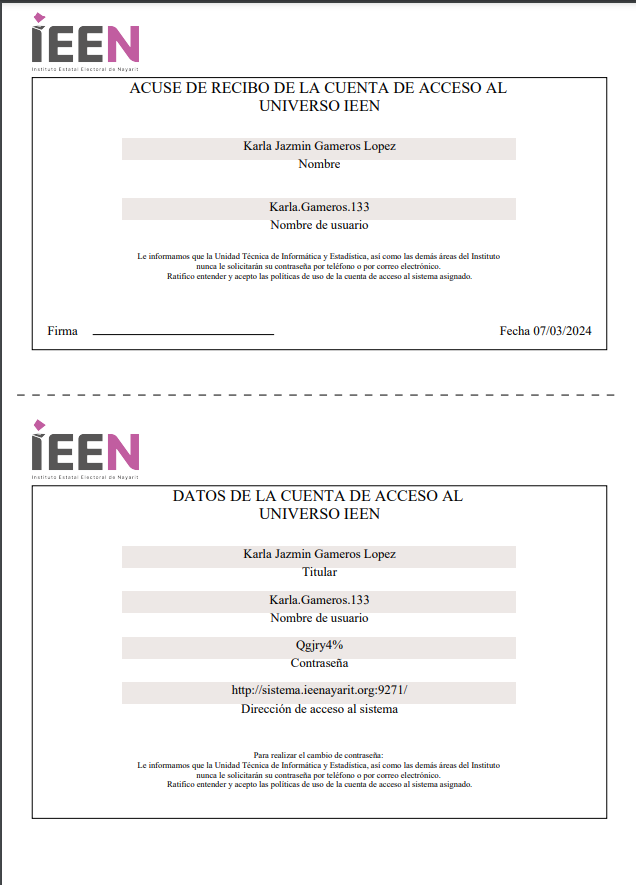 iEEN
Instituto Estatal Electoral de Nayarit
ACUSE DE RECIBO DE LA CUENTA DE ACCESO AL
UNIVERSO IEEN
Karla Jazmin Gameros Lopez
Nombre
Karla.Gameros.133
Nombre de usuario
Le informamos que la Unidad Técnica de Informática y Estadística, así como las demás áreas del Instituto
nunca le solicitarán su contraseña por teléfono o por correo electrónico.
Ratifico entender y acepto las políticas de uso de la cuenta de acceso al sistema asignado.
Firma
Fecha 07/03/2024
iEEN
Instituto Estatal Electoral de Nayarit
DATOS DE LA CUENTA DE ACCESO AL
UNIVERSO IEEN
Karla Jazmin Gameros Lopez
Titular
Karla.Gameros.133
Nombre de usuario
Qgjry4%
Contraseña
http://sistema.ieenayarit.org:9271/
Dirección de acceso al sistema
Para realizar el cambio de contraseña:
Le informamos que la Unidad Técnica de Informática y Estadística, así como las demás áreas del Instituto
nunca le solicitarán su contraseña por teléfono o por correo electrónico.
Ratifico entender y acepto las políticas de uso de la cuenta de acceso al sistema asignado.